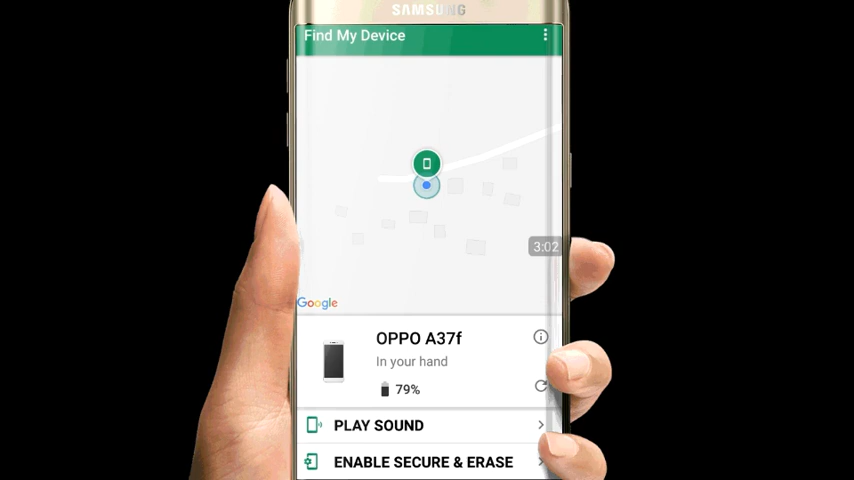 SAMSUNG
Find My Device
3:02
Google
OPPO A37f
In your hand
79%
PLAY SOUND
ENABLE SECURE & ERASE